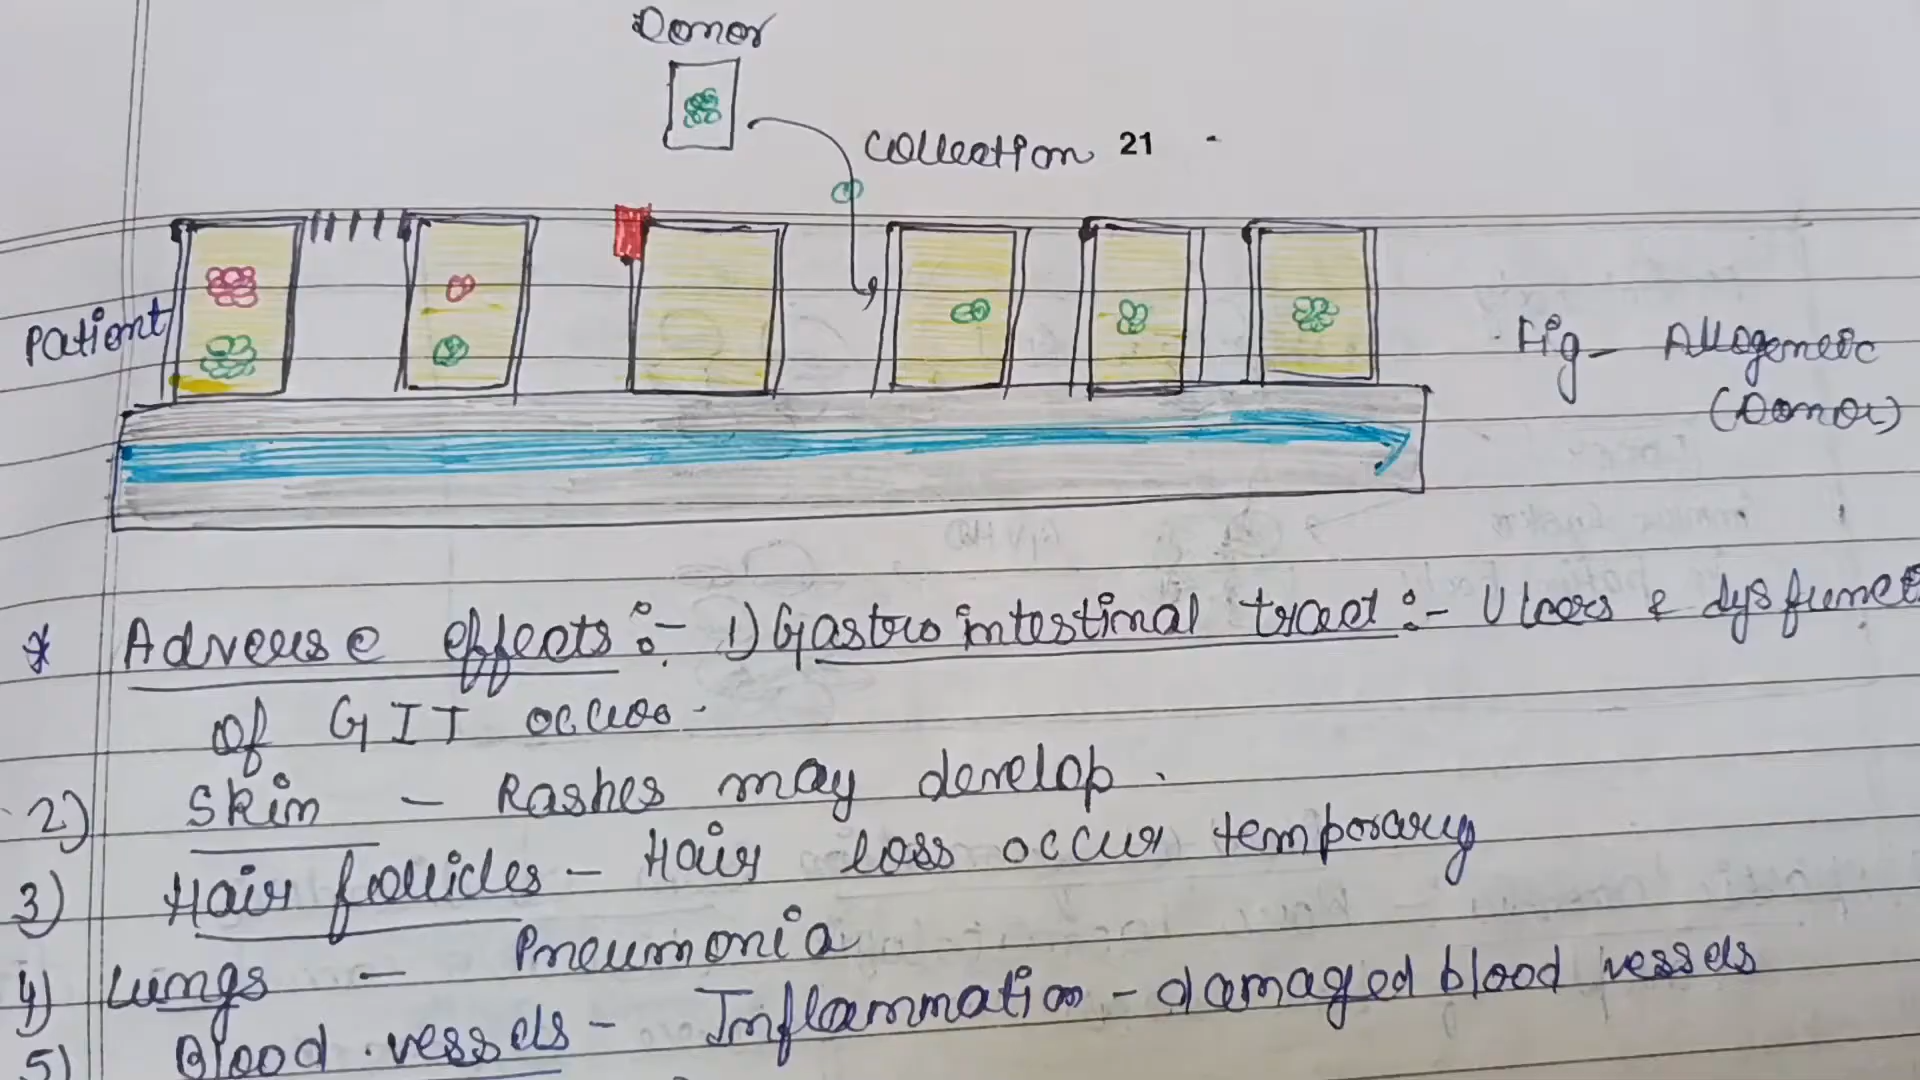 Donor
Collection 21
Patient
Fig - Allogeneic
(Donor)
* Adverse effects :- 1) Gastro intestinal tract :- Ulcers & dysfunct
of GIT occurs.
2) Skin - Rashes may develop.
3) Hair follicles - Hair loss occur temporary
4) Lungs - Pneumonia
5) Blood vessels - Inflammation - damaged blood vessels